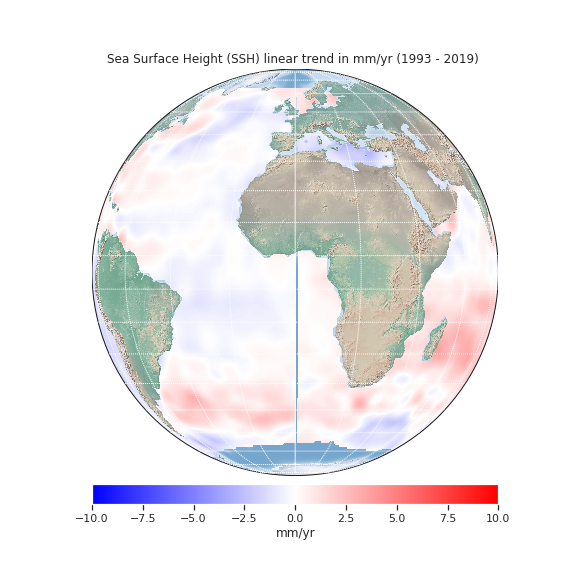 Sea Surface Height (SSH) linear trend in mm/yr (1993 - 2019)
−10.0 −7.5 −5.0 −2.5 0.0 2.5 5.0 7.5 10.0
mm/yr